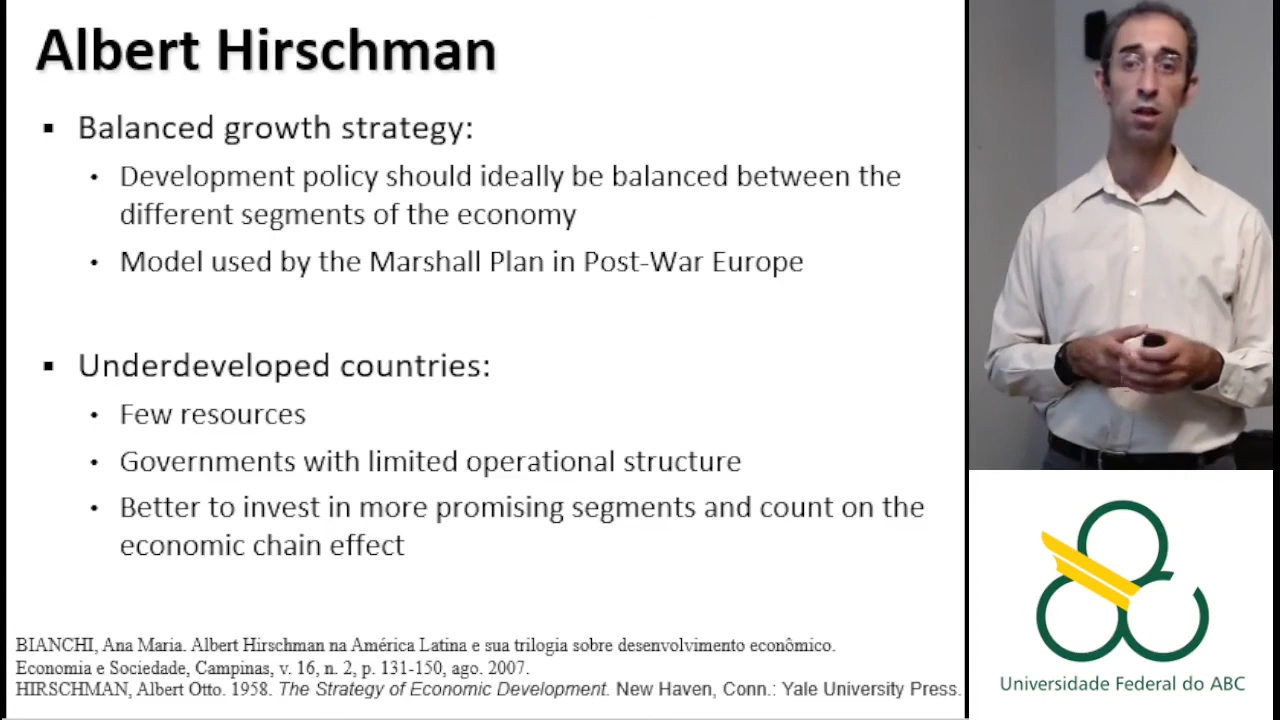 Albert Hirschman
▪ Balanced growth strategy:
• Development policy should ideally be balanced between the
different segments of the economy
• Model used by the Marshall Plan in Post-War Europe
▪ Underdeveloped countries:
• Few resources
• Governments with limited operational structure
• Better to invest in more promising segments and count on the
economic chain effect
BIANCHI, Ana Maria. Albert Hirschman na América Latina e sua trilogia sobre desenvolvimento econômico.
Economia e Sociedade, Campinas, v. 16, n. 2, p. 131-150, ago. 2007.
HIRSCHMAN, Albert Otto. 1958. The Strategy of Economic Development. New Haven, Conn.: Yale University Press.
Universidade Federal do ABC